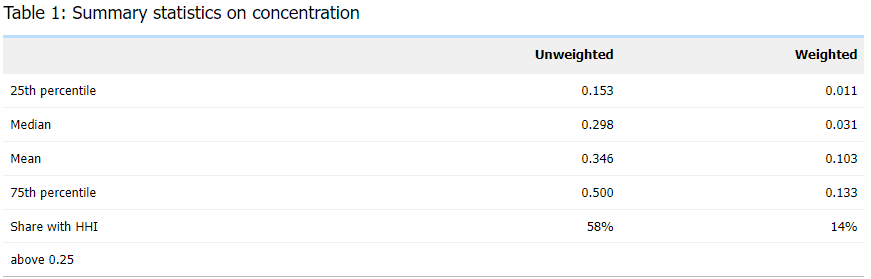 Table 1: Summary statistics on concentration
Unweighted Weighted
25th percentile 0.153 0.011
Median 0.298 0.031
Mean 0.346 0.103
75th percentile 0.500 0.133
Share with HHI 58% 14%
above 0.25